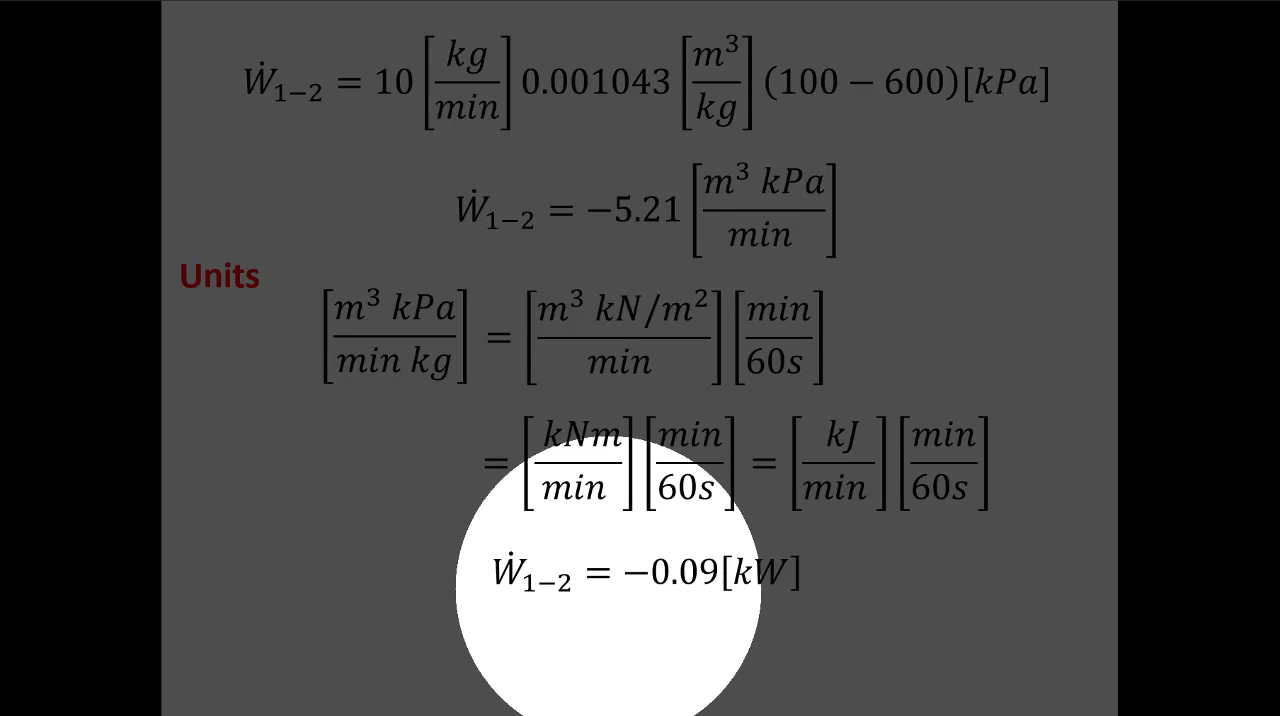 Ẇ₁₋₂ = 10 [kg/min] 0.001043 [m³/kg] (100 − 600)[kPa]
Ẇ₁₋₂ = −5.21 [m³ kPa/min]
Units
[m³ kPa/min kg] = [m³ kN/m²/min] [min/60s]
= [kNm/min] [min/60s] = [kJ/min] [min/60s]
Ẇ₁₋₂ = −0.09[kW]